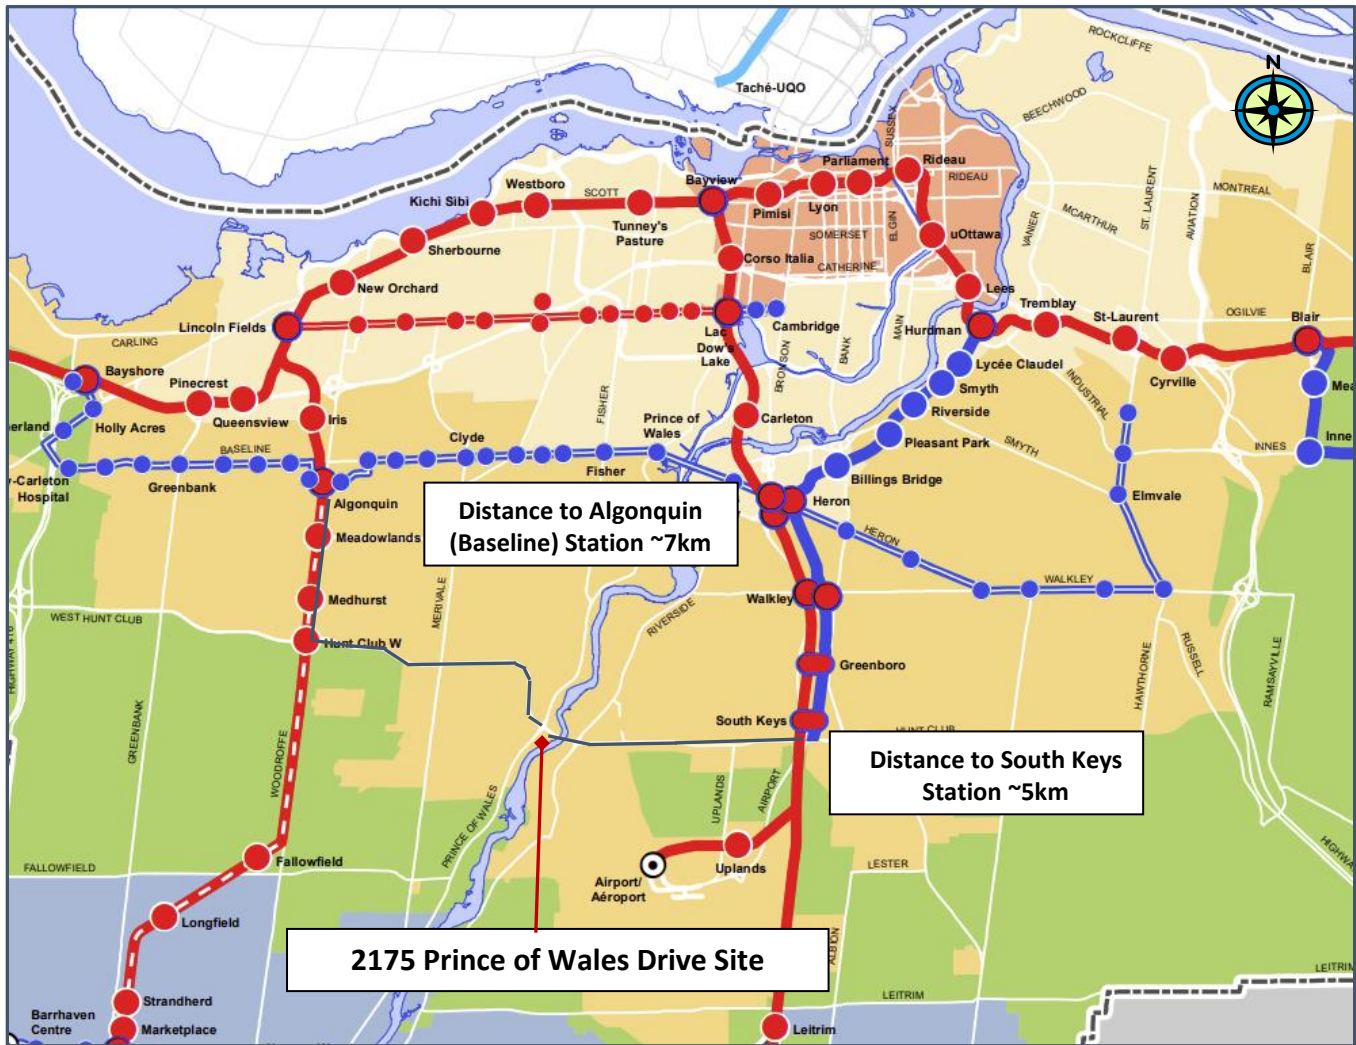 ROCKCLIFFE
N
Taché-UQO
BEECHWOOD
SUSSEX
Parliament
Rideau
RIDEAU
Bayview
Westboro
SCOTT
Kichi Sibi
Pimisi
Lyon
ST. LAURENT
AVIATION
MONTREAL
MCARTHUR
VANIER
Tunney's
Pasture
SOMERSET
ELGIN
uOttawa
Sherbourne
Corso Italia
CATHERINE
BLAIR
New Orchard
Lees
Tremblay
St-Laurent
OGILVIE
Blair
Lincoln Fields
CARLING
Lac
Dow's
Lake
Cambridge
BRONSON
BANK
MAIN
Hurdman
Lycée Claudel
Cyrville
Bayshore
Pinecrest
Queensview
Holly Acres
Iris
FISHER
Prince of
Wales
Carleton
Smyth
Riverside
INDUSTRIAL
Pleasant Park
SMYTH
INNES
BASELINE
Clyde
Fisher
Greenbank
y-Carleton
Hospital
Algonquin
Billings Bridge
Heron
HERON
Elmvale
Distance to Algonquin
(Baseline) Station ~7km
Meadowlands
Medhurst
MERIVALE
WEST HUNT CLUB
Hunt Club W
RIVERSIDE
Walkley
WALKLEY
Greenboro
HAWTHORNE
RUSSELL
RAMSAYVILLE
GREENBANK
WOODROFFE
South Keys
HUNT CLUB
Distance to South Keys
Station ~5km
PRINCE OF WALES
UPLANDS
AIRPORT
FALLOWFIELD
Fallowfield
Uplands
Airport/
Aéroport
LESTER
Longfield
2175 Prince of Wales Drive Site
ALBION
LEITRIM
LEITRIM
Strandherd
Barrhaven
Centre
Marketplace
Leitrim